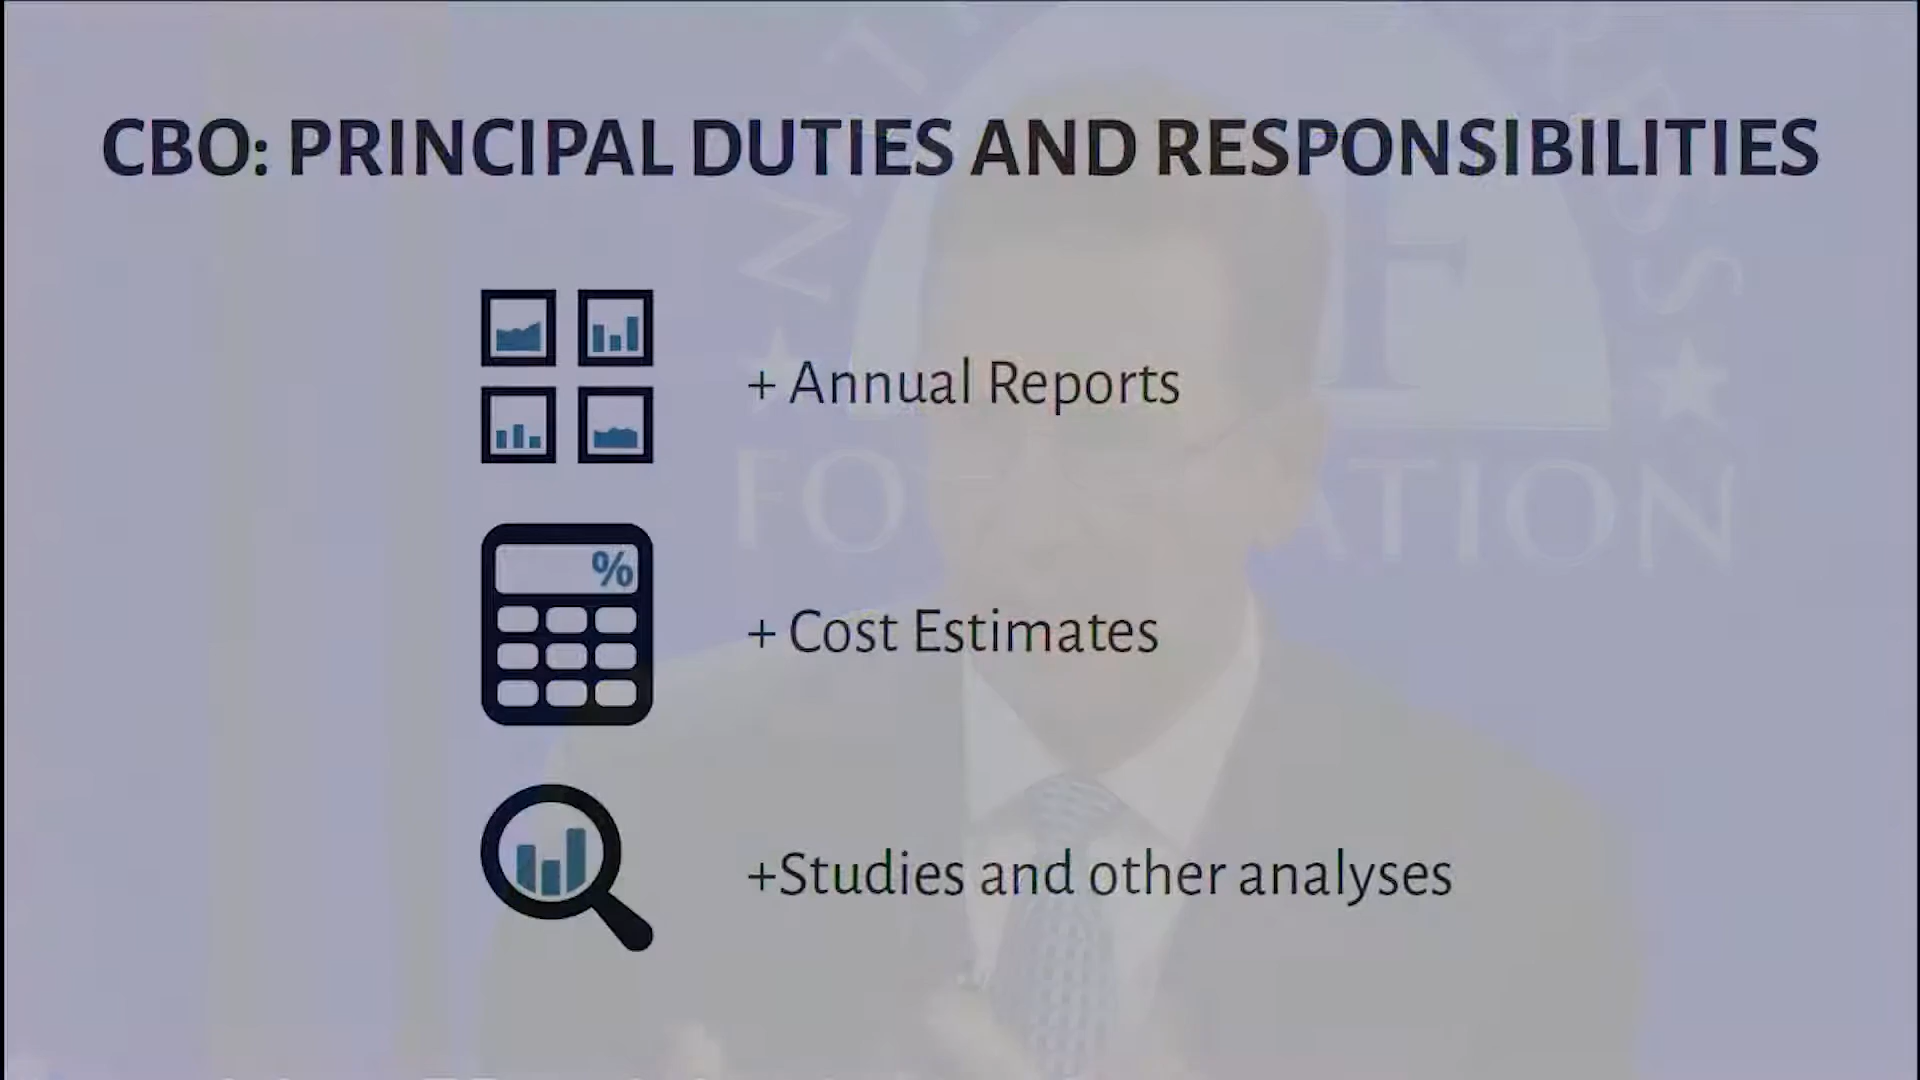 CBO: PRINCIPAL DUTIES AND RESPONSIBILITIES
+ Annual Reports
%
+ Cost Estimates
+Studies and other analyses